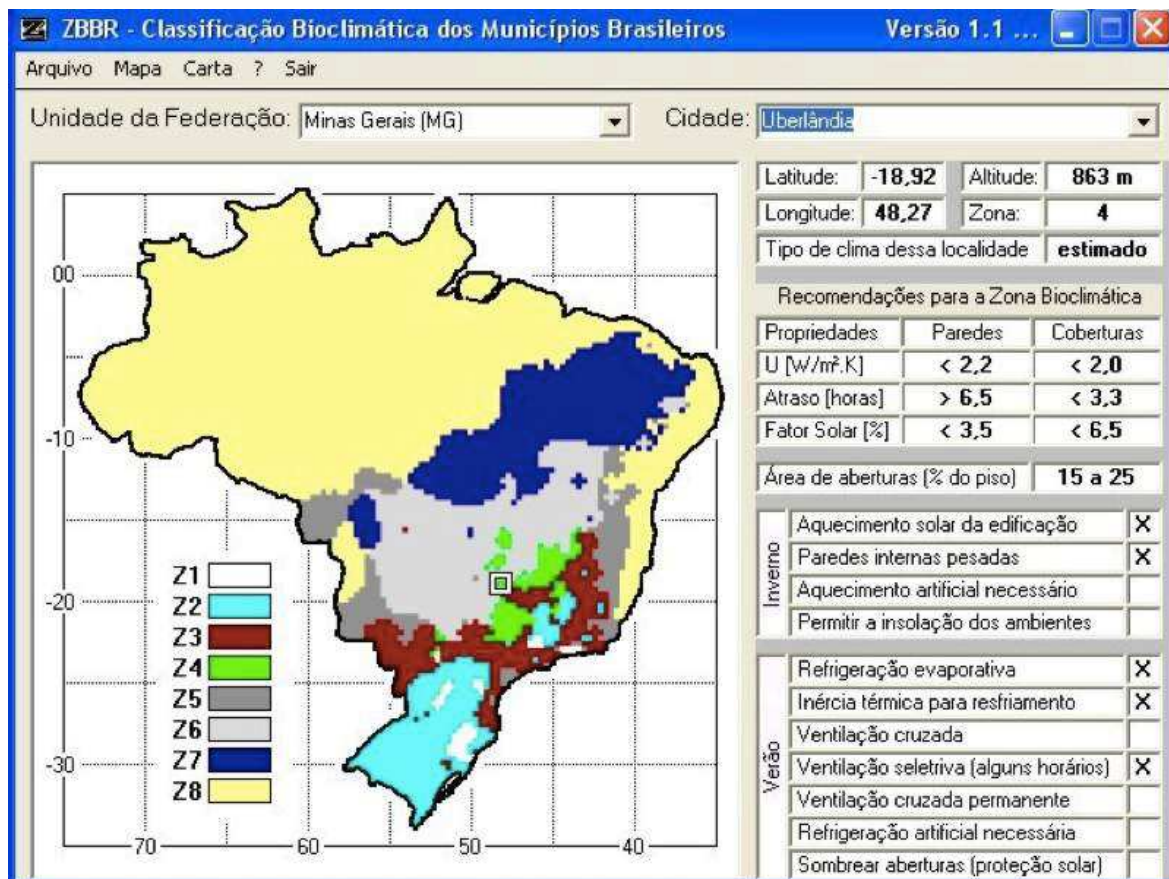 ZBBR - Classificação Bioclimática dos Municípios Brasileiros Versão 1.1 ...
Arquivo Mapa Carta ? Sair
Unidade da Federação: Minas Gerais (MG) Cidade: Uberlândia
Latitude: -18,92 Altitude: 863 m
Longitude: 48,27 Zona: 4
Tipo de clima dessa localidade estimado
Recomendações para a Zona Bioclimática
Propriedades Paredes Coberturas
U [W/m².K] < 2,2 < 2,0
Atraso [horas] > 6,5 < 3,3
Fator Solar [%] < 3,5 < 6,5
Área de aberturas (% do piso) 15 a 25
Inverno
Aquecimento solar da edificação X
Paredes internas pesadas X
Aquecimento artificial necessário
Permitir a insolação dos ambientes
Verão
Refrigeração evaporativa X
Inércia térmica para resfriamento X
Ventilação cruzada
Ventilação seletriva (alguns horários) X
Ventilação cruzada permanente
Refrigeração artificial necessária
Sombrear aberturas (proteção solar)
00
-10
-20
-30
70 60 50 40
Z1
Z2
Z3
Z4
Z5
Z6
Z7
Z8